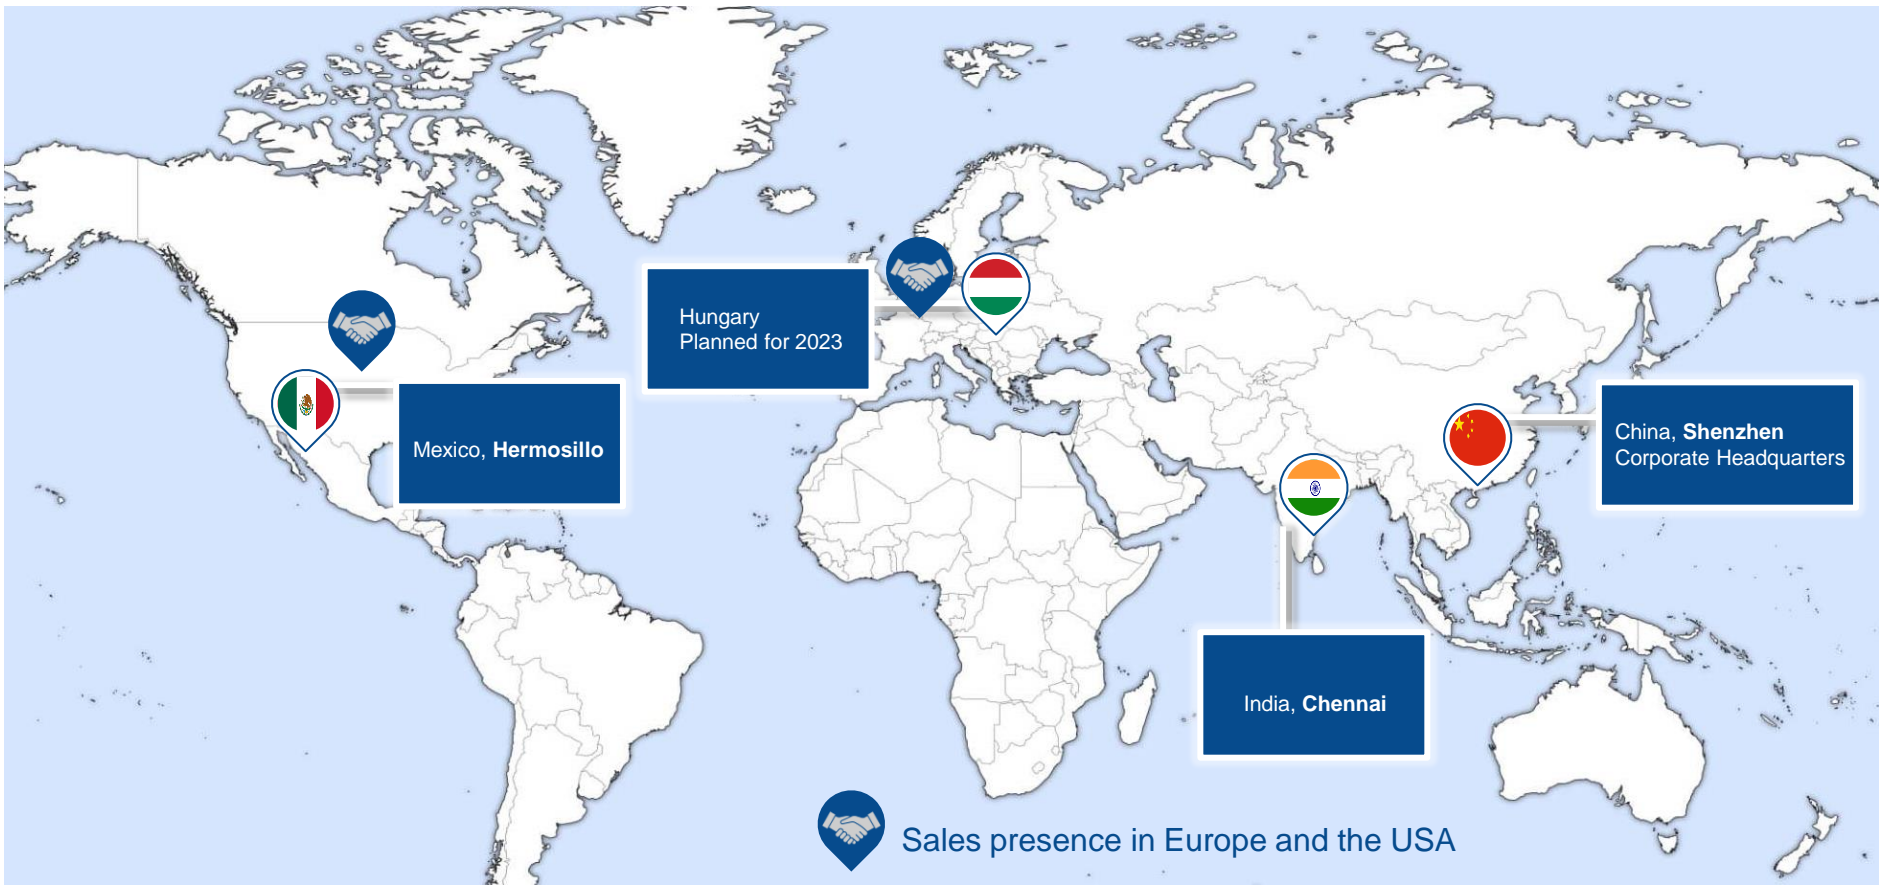 Hungary
Planned for 2023
Mexico, Hermosillo
China, Shenzhen
Corporate Headquarters
India, Chennai
Sales presence in Europe and the USA